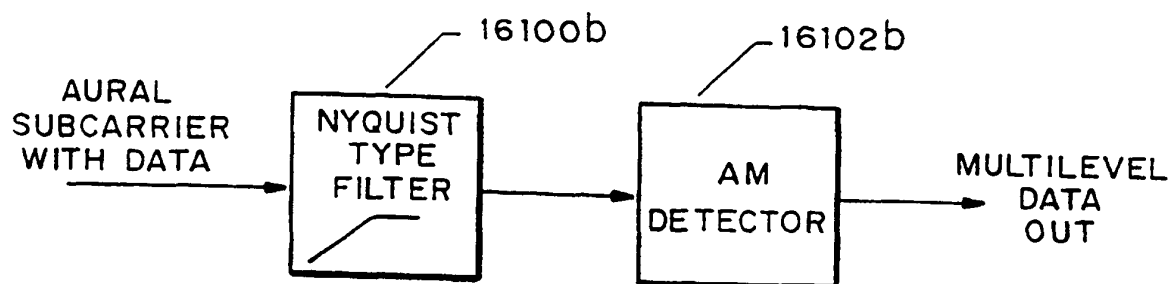 16100b
16102b
AURAL
SUBCARRIER
WITH DATA
NYQUIST
TYPE
FILTER
AM
DETECTOR
MULTILEVEL
DATA
OUT